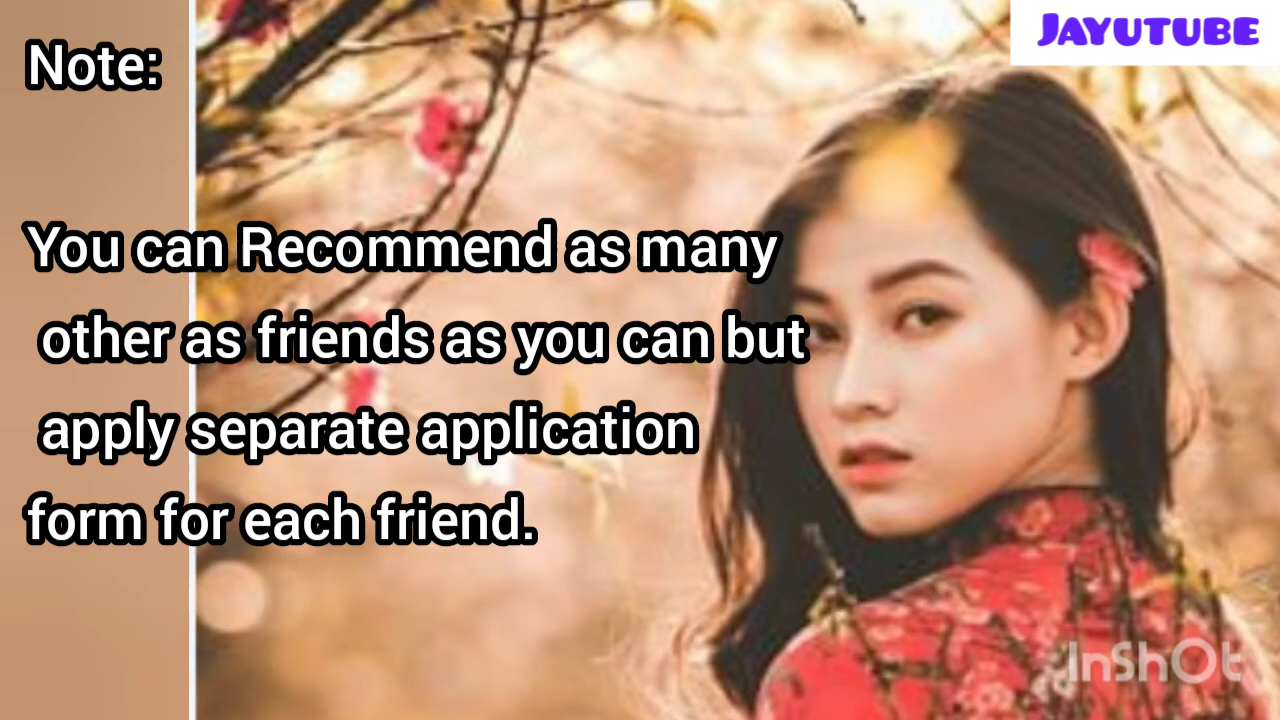 JAYUTUBE
Note:
You can Recommend as many
other as friends as you can but
apply separate application
form for each friend.
InShOt